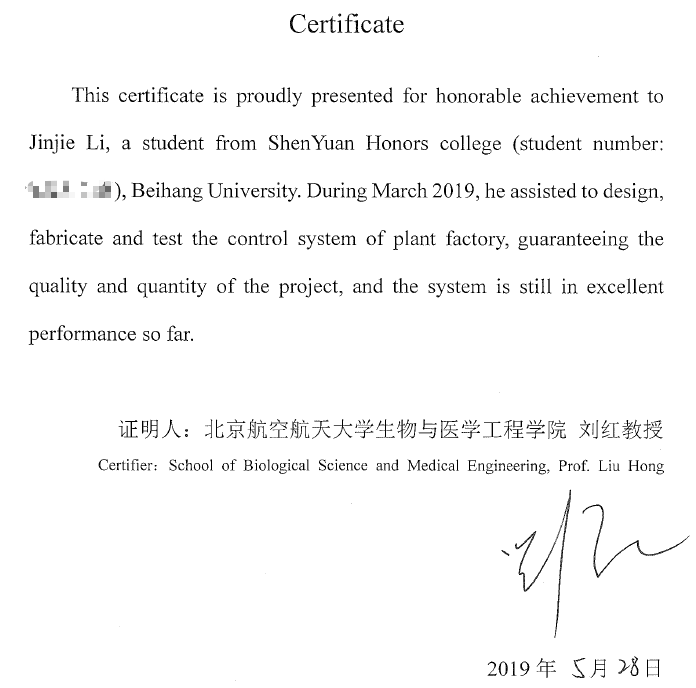 Certificate
This certificate is proudly presented for honorable achievement to
Jinjie Li, a student from ShenYuan Honors college (student number:
), Beihang University. During March 2019, he assisted to design,
fabricate and test the control system of plant factory, guaranteeing the
quality and quantity of the project, and the system is still in excellent
performance so far.
证明人：北京航空航天大学生物与医学工程学院 刘红教授
Certifier: School of Biological Science and Medical Engineering, Prof. Liu Hong
刘红
2019 年 5 月 28 日